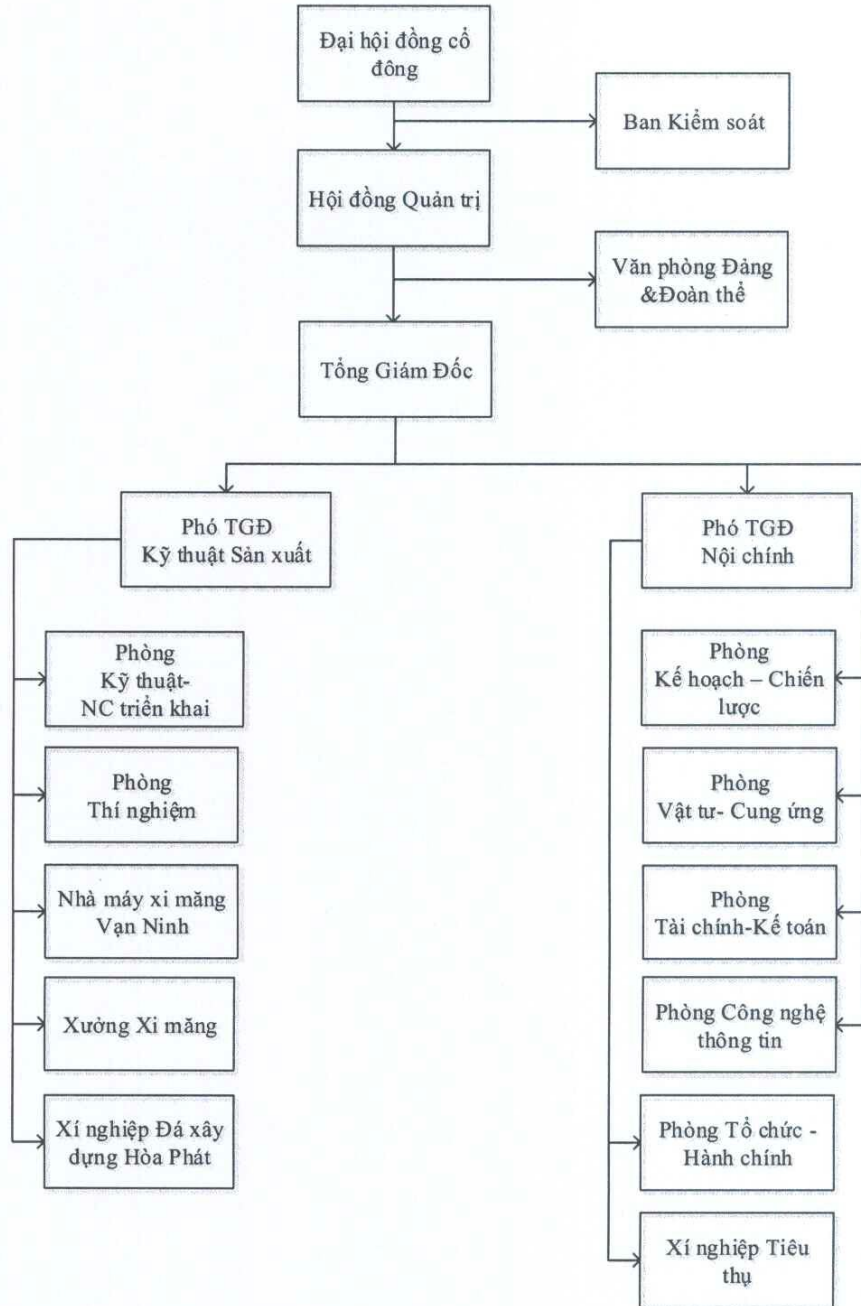 Đại hội đồng cổ
đông
Ban Kiểm soát
Hội đồng Quản trị
Văn phòng Đảng
&Đoàn thể
Tổng Giám Đốc
Phó TGĐ
Kỹ thuật Sản xuất
Phó TGĐ
Nội chính
Phòng
Kỹ thuật-
NC triển khai
Phòng
Thí nghiệm
Nhà máy xi măng
Vạn Ninh
Xưởng Xi măng
Xí nghiệp Đá xây
dựng Hòa Phát
Phòng
Kế hoạch – Chiến
lược
Phòng
Vật tư- Cung ứng
Phòng
Tài chính-Kế toán
Phòng Công nghệ
thông tin
Phòng Tổ chức -
Hành chính
Xí nghiệp Tiêu
thụ